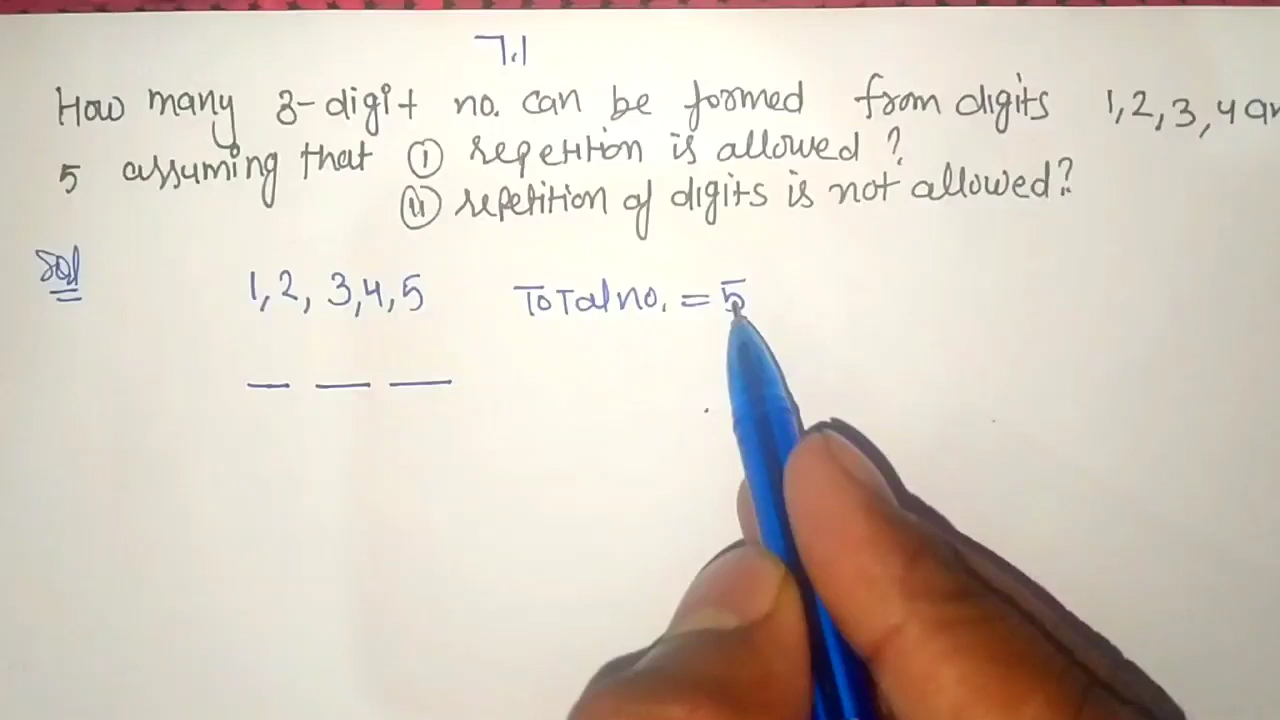 7.1
How many 3-digit no. can be formed from digits 1,2,3,4 an
5 assuming that (i) repetition is allowed ?
(ii) repetition of digits is not allowed?
Sol
1,2, 3,4,5 Total no. = 5